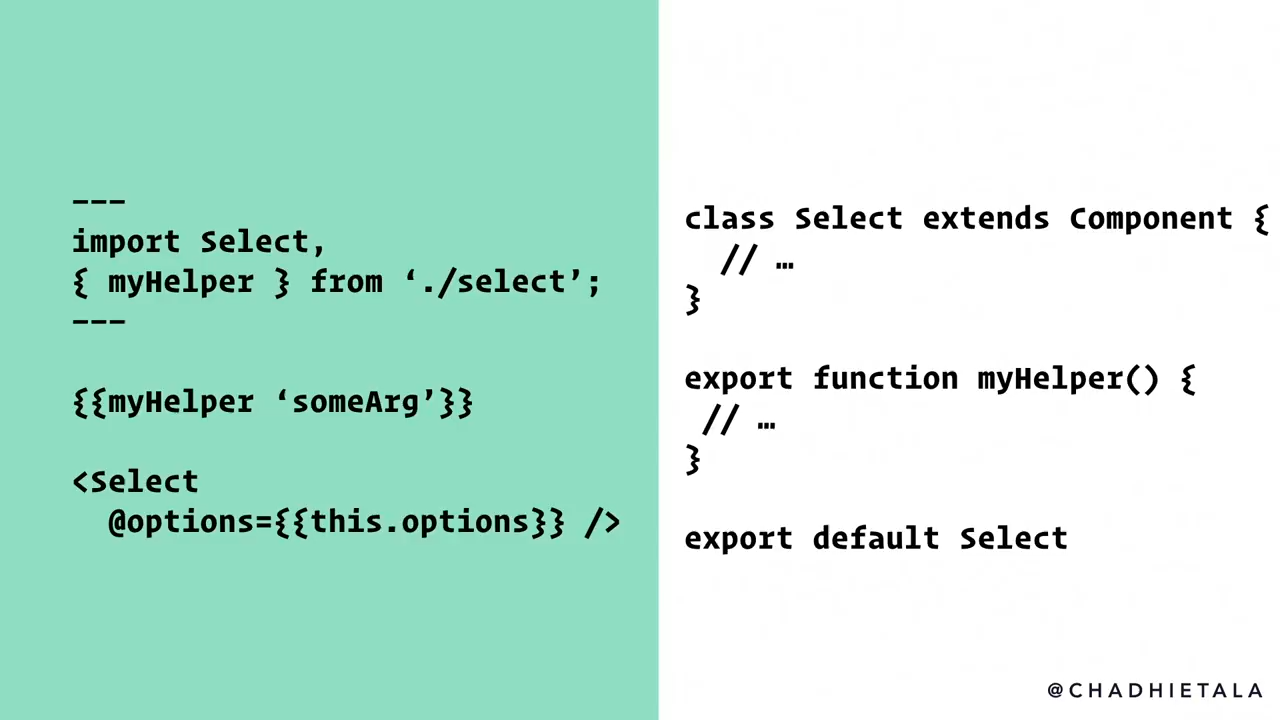 ---
import Select,
{ myHelper } from ‘./select’;
---
{{myHelper ‘someArg’}}
<Select
  @options={{this.options}} />
class Select extends Component {
  // …
}
export function myHelper() {
 // …
}
export default Select
@CHADHIETALA